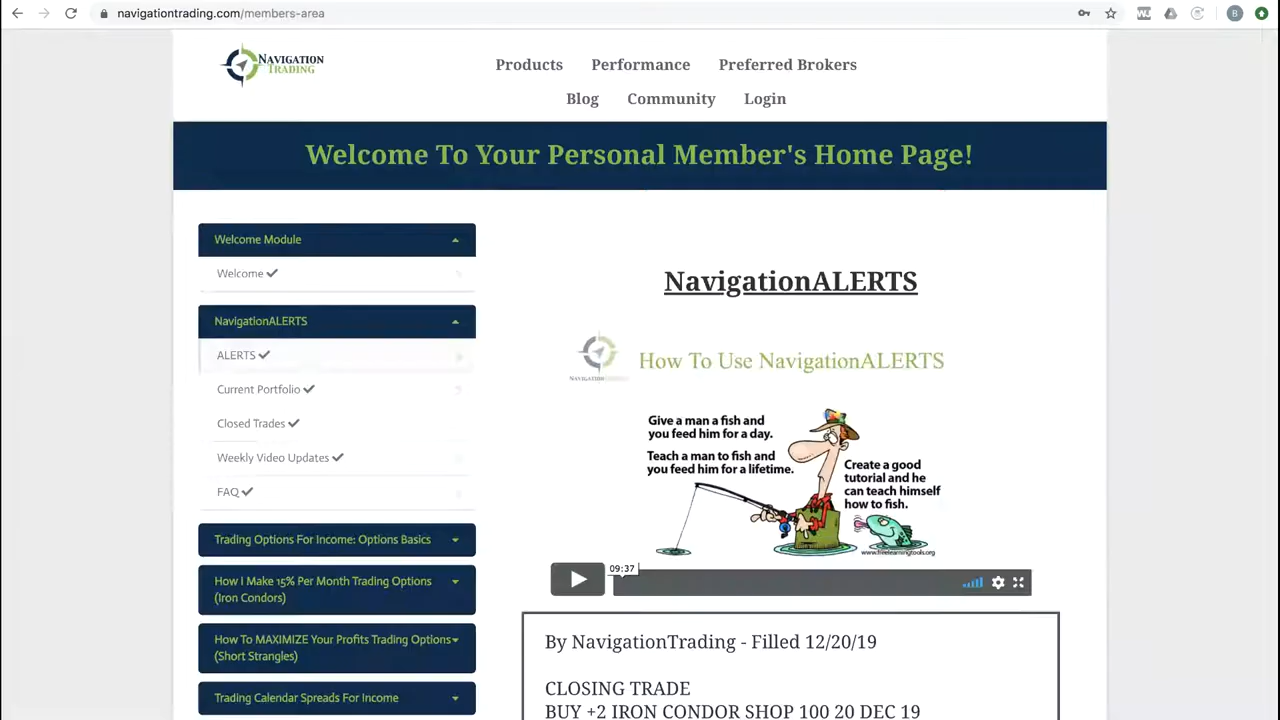 navigationtrading.com/members-area
B
NAVIGATION
TRADING
Products Performance Preferred Brokers
Blog Community Login
Welcome To Your Personal Member's Home Page!
Welcome Module
Welcome
NavigationALERTS
ALERTS
Current Portfolio
Closed Trades
Weekly Video Updates
FAQ
Trading Options For Income: Options Basics
How I Make 15% Per Month Trading Options
(Iron Condors)
How To MAXIMIZE Your Profits Trading Options
(Short Strangles)
Trading Calendar Spreads For Income
NavigationALERTS
How To Use NavigationALERTS
Give a man a fish and
you feed him for a day.
Teach a man to fish and
you feed him for a lifetime.
Create a good
tutorial and he
can teach himself
how to fish.
www.freelearningtools.org
09:37
By NavigationTrading - Filled 12/20/19
CLOSING TRADE
BUY +2 IRON CONDOR SHOP 100 20 DEC 19